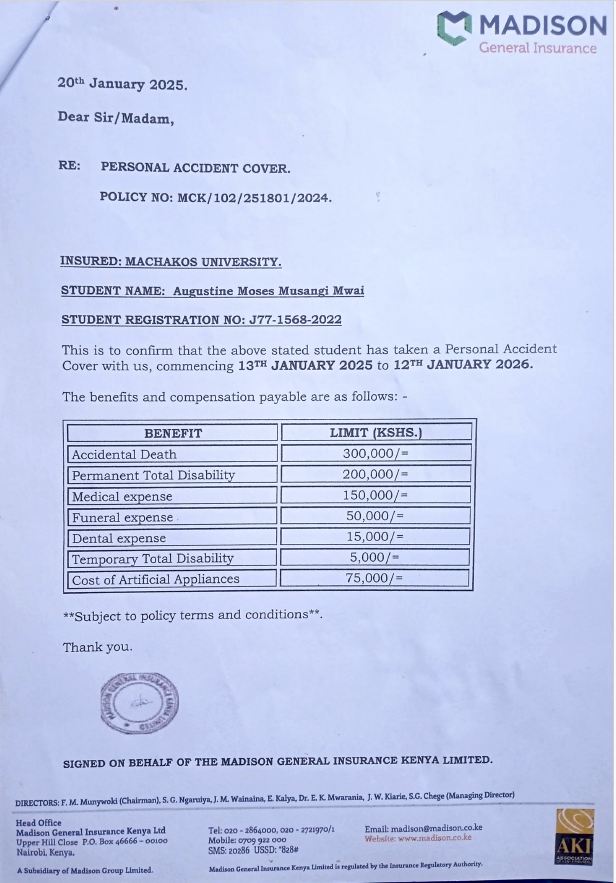 MADISON
General Insurance
20th January 2025.
Dear Sir/Madam,
RE: PERSONAL ACCIDENT COVER.
POLICY NO: MCK/102/251801/2024.
INSURED: MACHAKOS UNIVERSITY.
STUDENT NAME: Augustine Moses Musangi Mwai
STUDENT REGISTRATION NO: J77-1568-2022
This is to confirm that the above stated student has taken a Personal Accident
Cover with us, commencing 13TH JANUARY 2025 to 12TH JANUARY 2026.
The benefits and compensation payable are as follows: -
BENEFIT LIMIT (KSHS.)
Accidental Death 300,000/=
Permanent Total Disability 200,000/=
Medical expense 150,000/=
Funeral expense 50,000/=
Dental expense 15,000/=
Temporary Total Disability 5,000/=
Cost of Artificial Appliances 75,000/=
**Subject to policy terms and conditions**.
Thank you.
MADISON GENERAL INSURANCE KENYA LIMITED
SIGNED ON BEHALF OF THE MADISON GENERAL INSURANCE KENYA LIMITED.
DIRECTORS: F. M. Munywoki (Chairman), S. G. Ngaruiya, J. M. Wainaina, E. Kalya, Dr. E. K. Mwarania, J. W. Kiarie, S.G. Chege (Managing Director)
Head Office
Madison General Insurance Kenya Ltd
Upper Hill Close P.O. Box 46666 - 00100
Nairobi, Kenya.
A Subsidiary of Madison Group Limited.
Tel: 020 - 2864000, 020 - 2721970/1
Mobile: 0709 922 000
SMS: 20286 USSD: *828#
Email: madison@madison.co.ke
Website: www.madison.co.ke
Madison General Insurance Kenya Limited is regulated by the Insurance Regulatory Authority.
AKI
ASSOCIATION